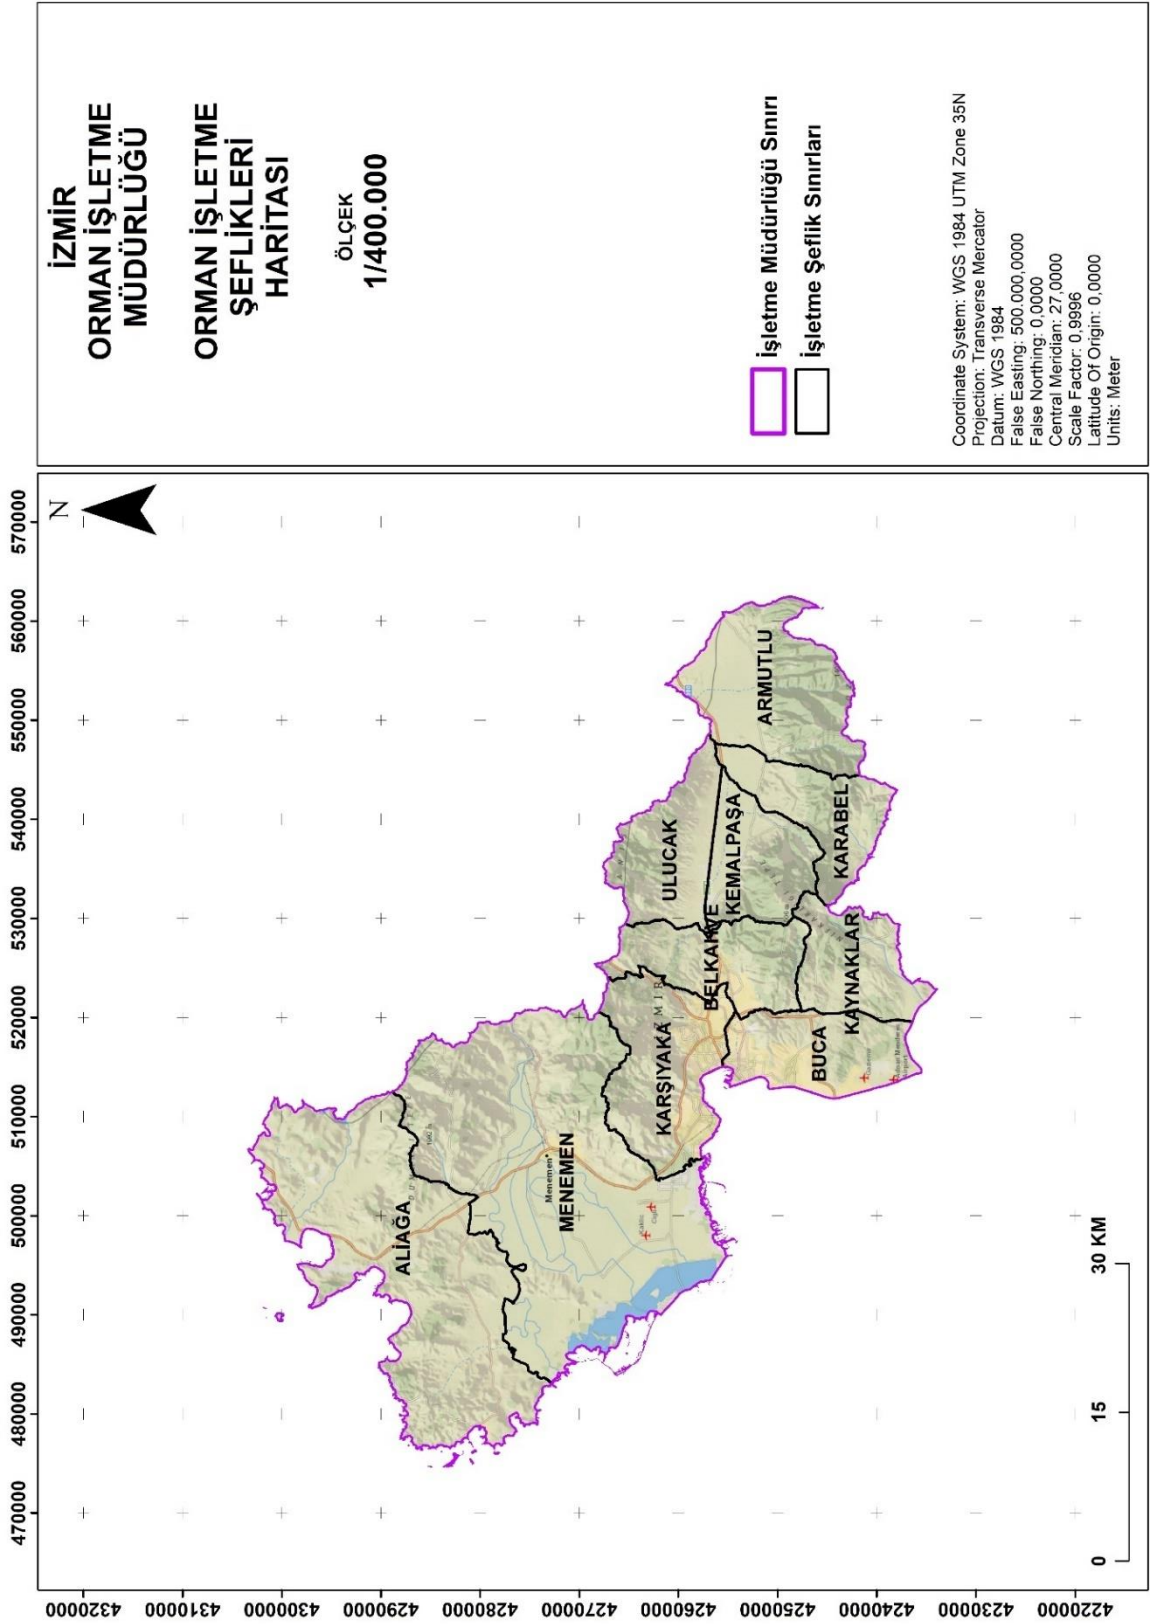 İZMİR
ORMAN İŞLETME
MÜDÜRLÜĞÜ
ORMAN İŞLETME
ŞEFLİKLERİ
HARİTASI
ÖLÇEK
1/400.000
İşletme Müdürlüğü Sınırı
İşletme Şeflik Sınırları
Coordinate System: WGS 1984 UTM Zone 35N
Projection: Transverse Mercator
Datum: WGS 1984
False Easting: 500.000,0000
False Northing: 0,0000
Central Meridian: 27,0000
Scale Factor: 0,9996
Latitude Of Origin: 0,0000
Units: Meter
470000
480000
490000
500000
510000
520000
530000
540000
550000
560000
570000
N
4320000
4310000
4300000
4290000
4280000
4270000
4260000
4250000
4240000
4230000
4220000
ALİAĞA
MENEMEN
Menemen
KARŞIYAKA
ULUCAK
BELKAHVE
KEMALPAŞA
ARMUTLU
KARABEL
KAYNAKLAR
BUCA
0
15
30 KM